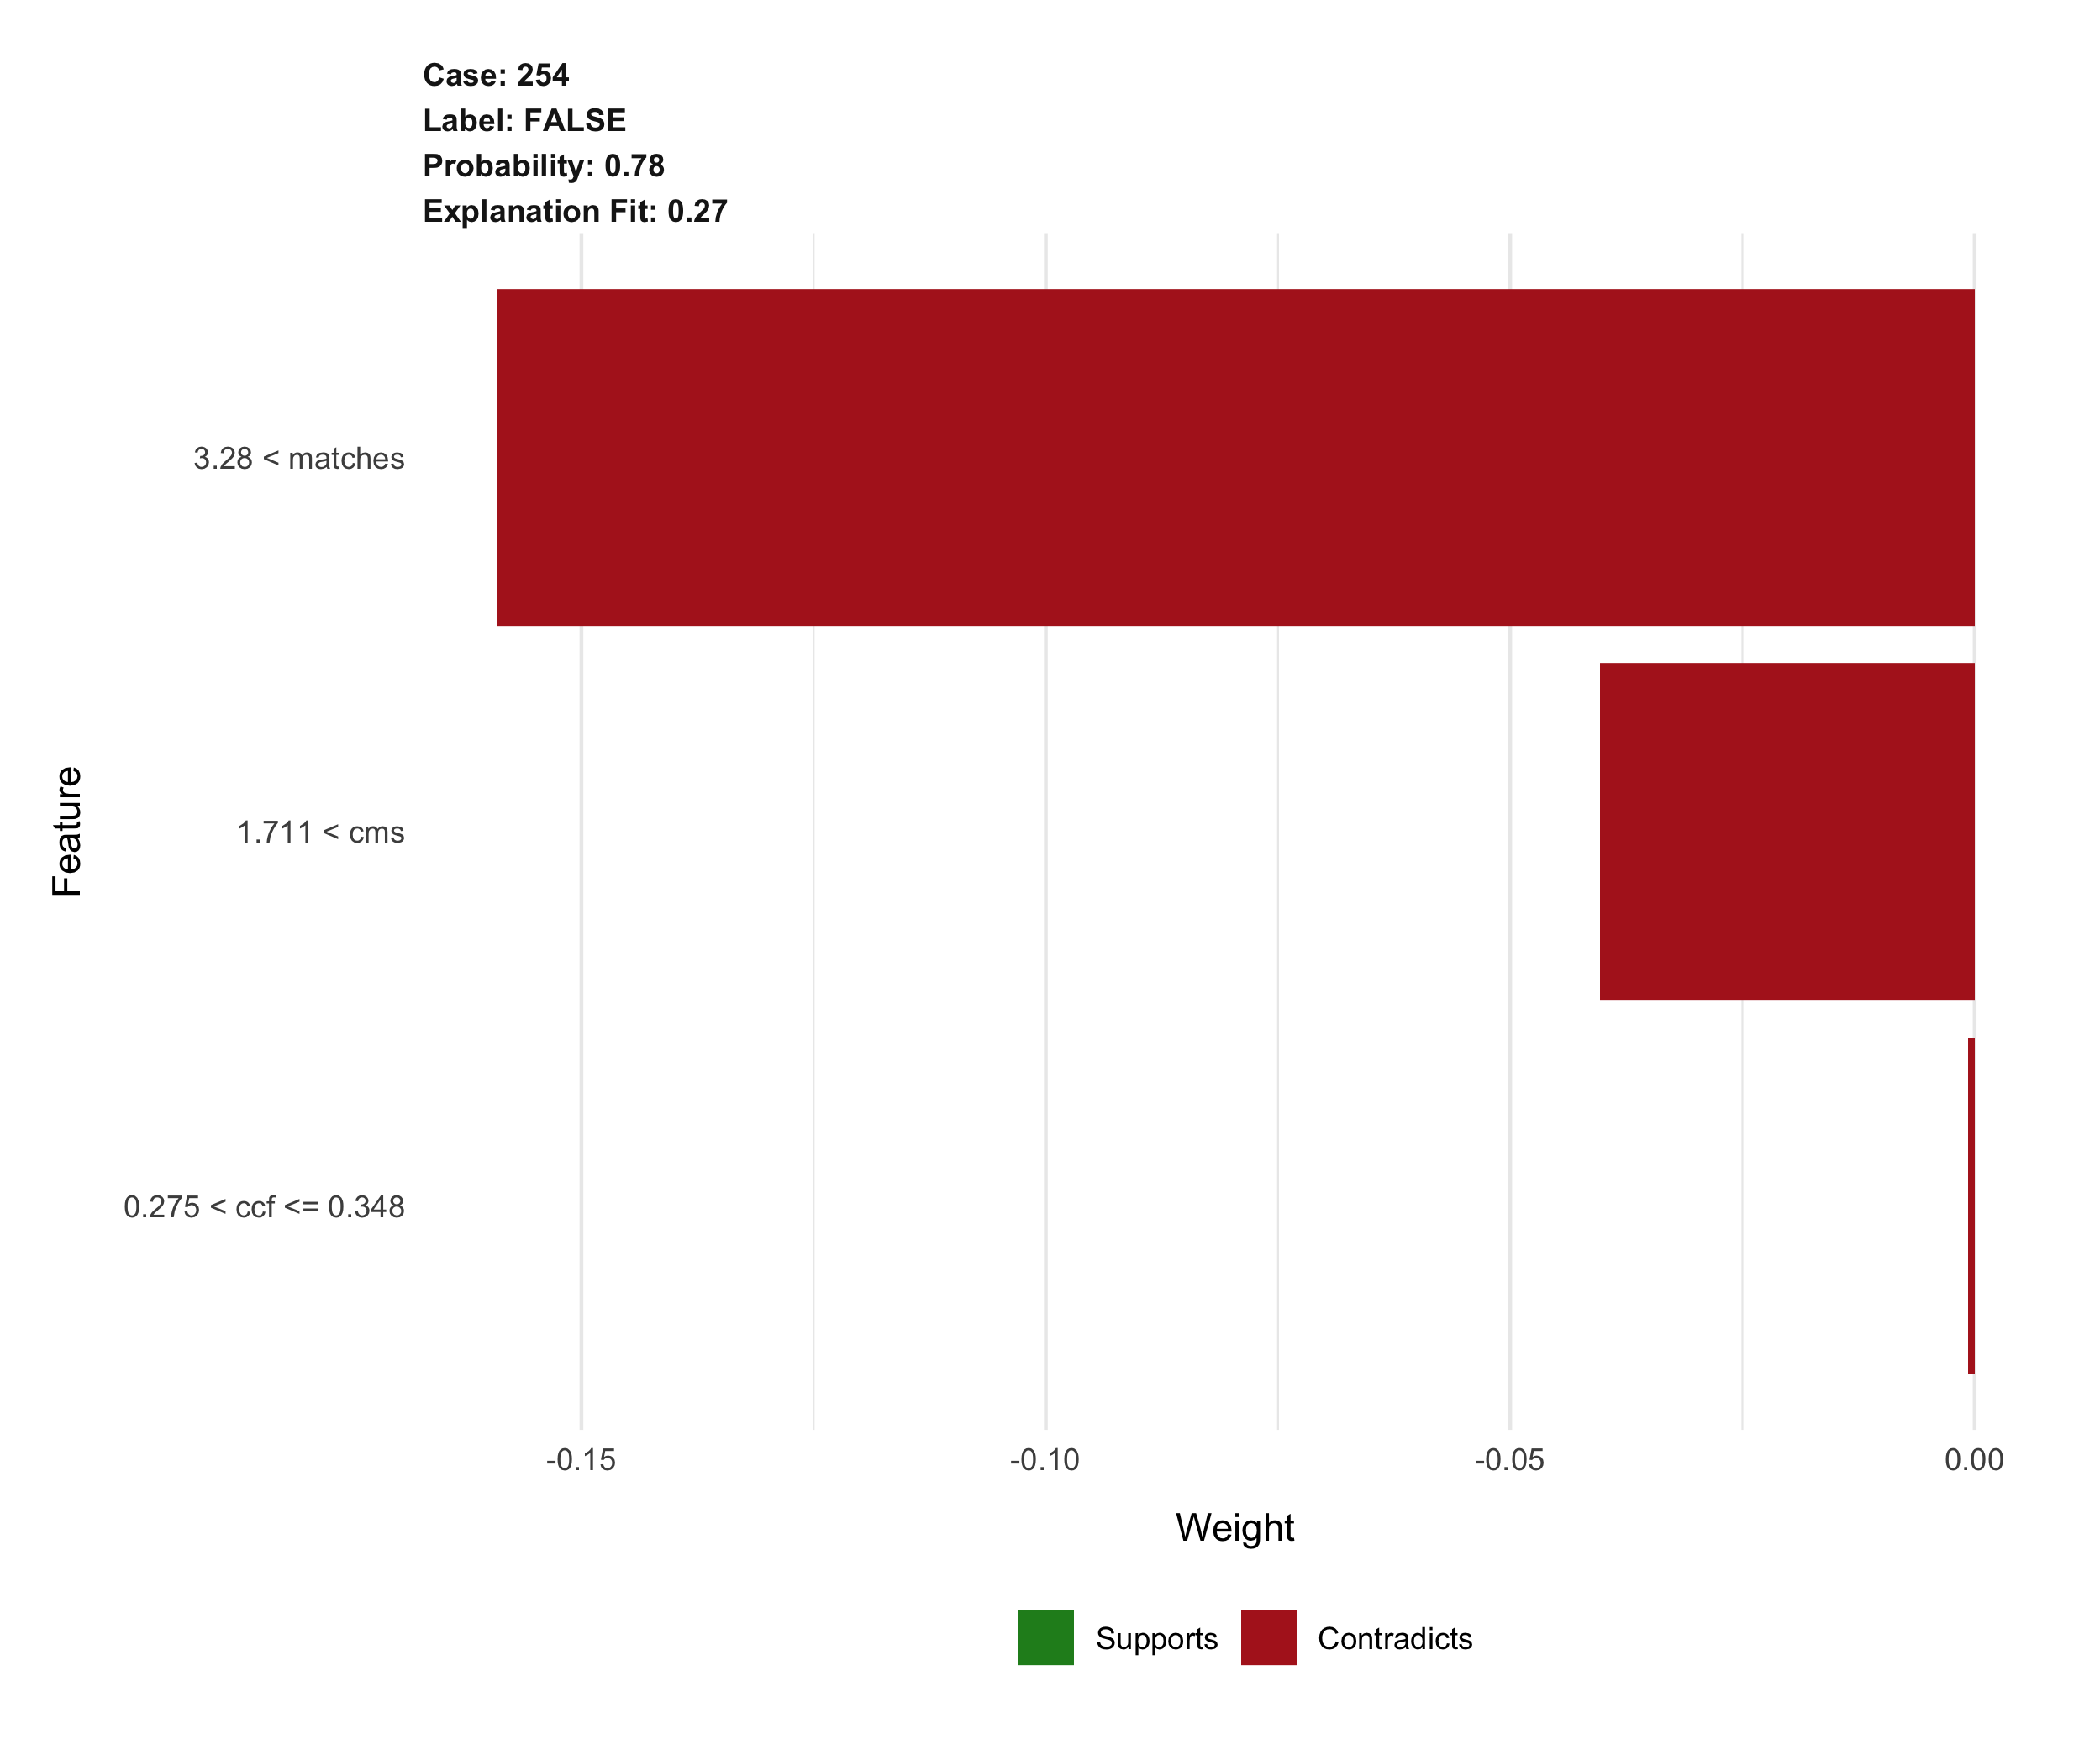 Case: 254
Label: FALSE
Probability: 0.78
Explanation Fit: 0.27
3.28 < matches
1.711 < cms
0.275 < ccf <= 0.348
Feature
-0.15 -0.10 -0.05 0.00
Weight
Supports Contradicts